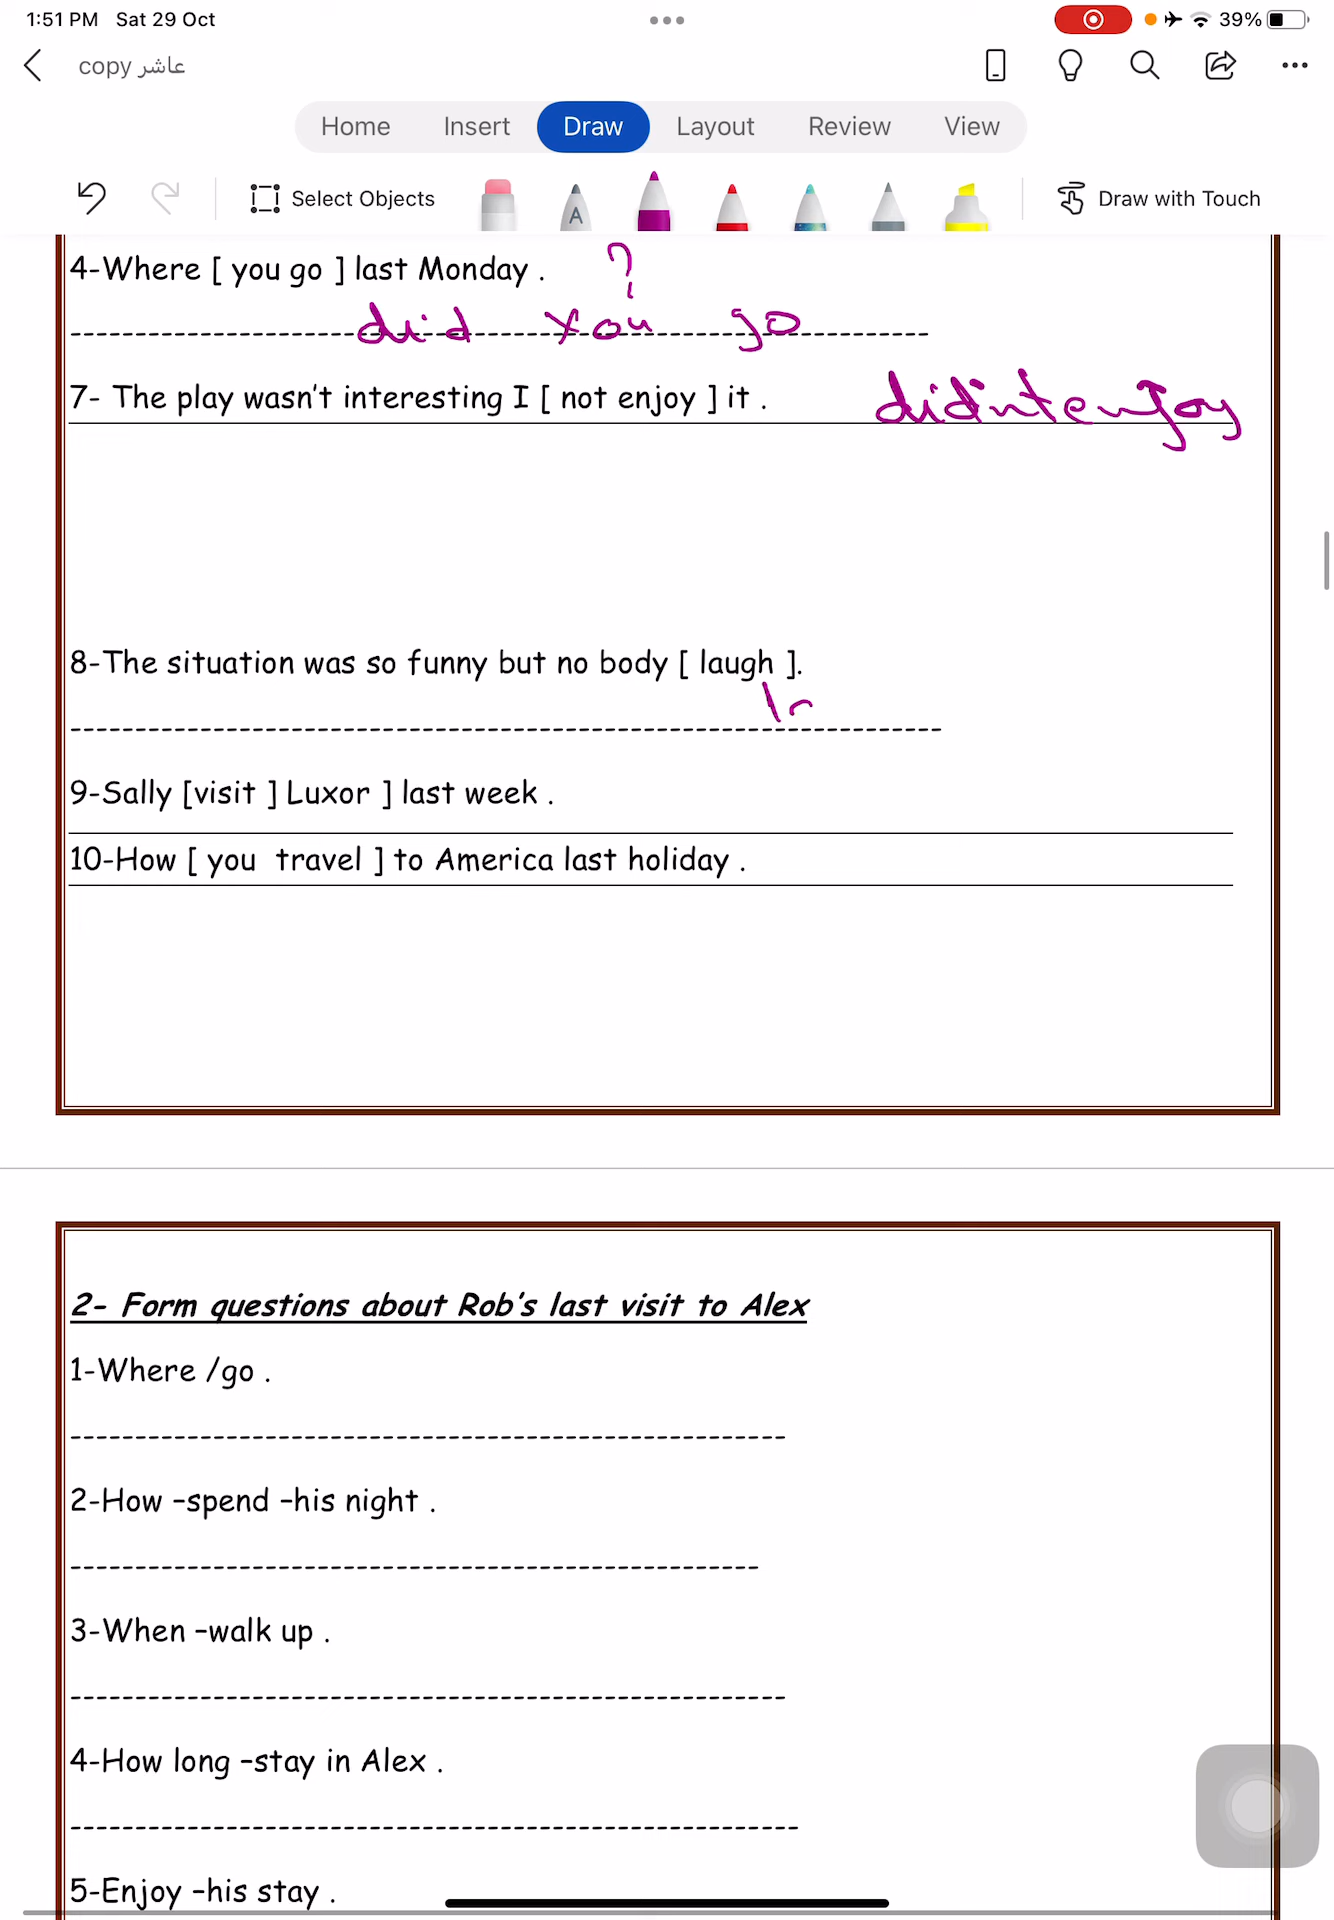 1:51 PM Sat 29 Oct 39%
copy عاشر
Home Insert Draw Layout Review View
Select Objects A Draw with Touch
4-Where [ you go ] last Monday . ?
did you go
7- The play wasn't interesting I [ not enjoy ] it . didintenjoy
8-The situation was so funny but no body [ laugh ].
9-Sally [visit ] Luxor ] last week .
10-How [ you travel ] to America last holiday .
2- Form questions about Rob's last visit to Alex
1-Where /go .
2-How -spend -his night .
3-When -walk up .
4-How long -stay in Alex .
5-Enjoy -his stay .